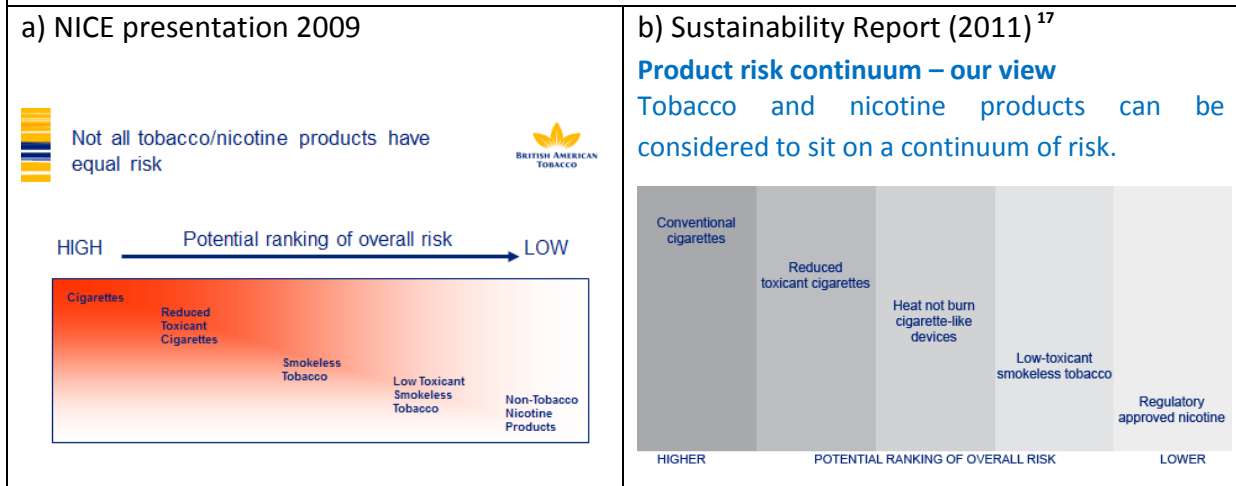 a) NICE presentation 2009
Not all tobacco/nicotine products have
equal risk
BRITISH AMERICAN
TOBACCO
HIGH Potential ranking of overall risk LOW
Cigarettes
Reduced
Toxicant
Cigarettes
Smokeless
Tobacco
Low Toxicant
Smokeless
Tobacco
Non-Tobacco
Nicotine
Products
b) Sustainability Report (2011) 17
Product risk continuum – our view
Tobacco and nicotine products can be
considered to sit on a continuum of risk.
Conventional
cigarettes
Reduced
toxicant cigarettes
Heat not burn
cigarette-like
devices
Low-toxicant
smokeless tobacco
Regulatory
approved nicotine
HIGHER POTENTIAL RANKING OF OVERALL RISK LOWER